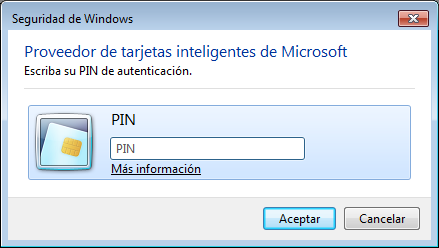 Seguridad de Windows
Proveedor de tarjetas inteligentes de Microsoft
Escriba su PIN de autenticación.
PIN
PIN
Más información
Aceptar
Cancelar